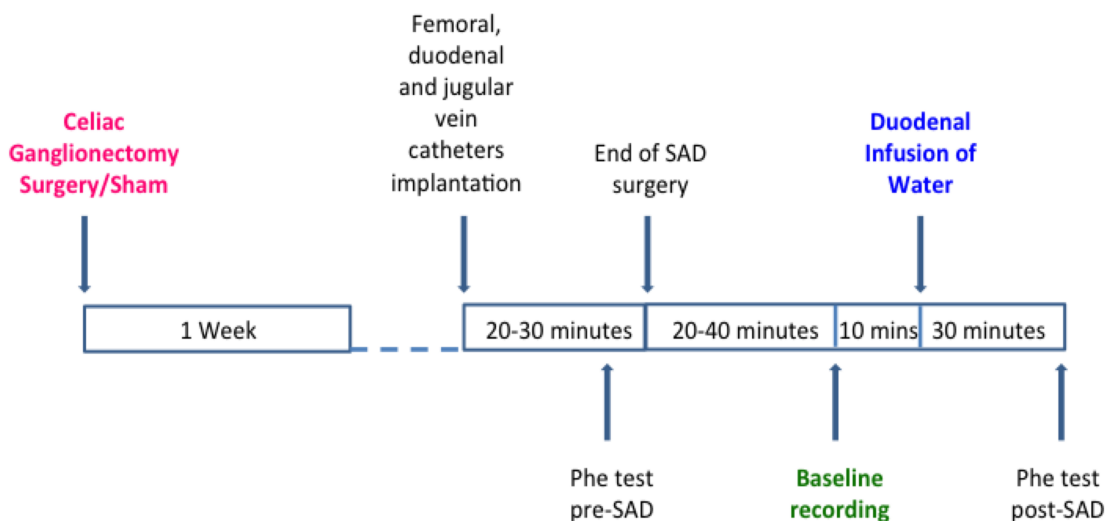 Celiac
Ganglionectomy
Surgery/Sham
Femoral,
duodenal
and jugular
vein
catheters
implantation
End of SAD
surgery
Duodenal
Infusion of
Water
1 Week
20-30 minutes
20-40 minutes
10 mins
30 minutes
Phe test
pre-SAD
Baseline
recording
Phe test
post-SAD